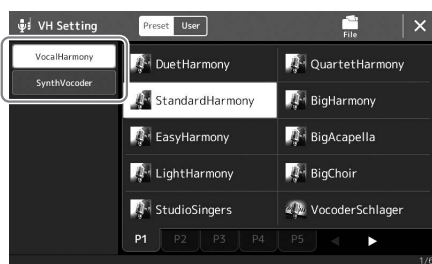 VH Setting
Preset User
File
VocalHarmony
SynthVocoder
DuetHarmony
QuartetHarmony
StandardHarmony
BigHarmony
EasyHarmony
BigAcapella
LightHarmony
BigChoir
StudioSingers
VocoderSchlager
P1 P2 P3 P4 P5
1/6